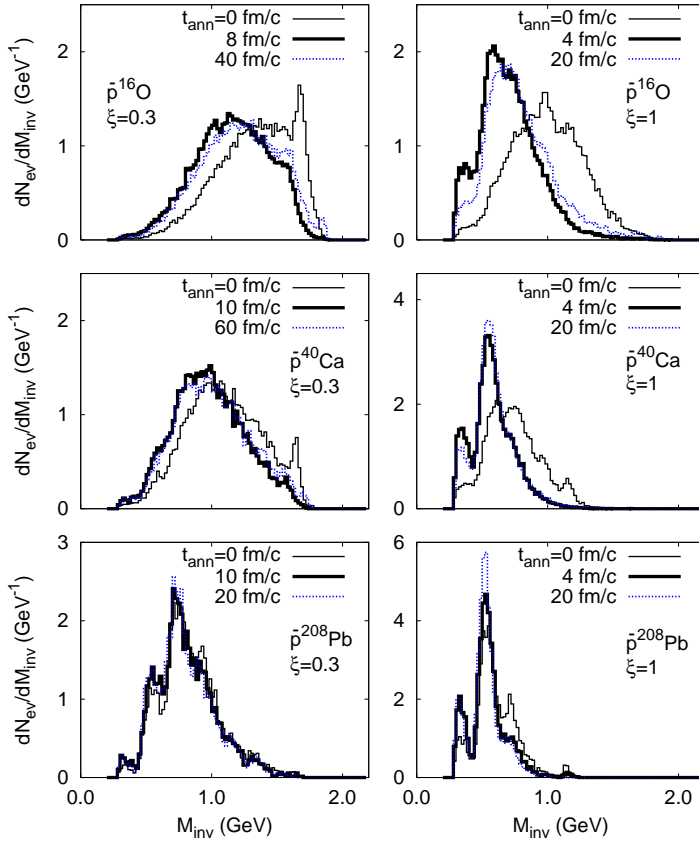 t_ann=0 fm/c
8 fm/c
40 fm/c
p̄¹⁶O
ξ=0.3
dN_ev/dM_inv (GeV⁻¹)
0
1
2
t_ann=0 fm/c
4 fm/c
20 fm/c
p̄¹⁶O
ξ=1
0
1
2
t_ann=0 fm/c
10 fm/c
60 fm/c
p̄⁴⁰Ca
ξ=0.3
dN_ev/dM_inv (GeV⁻¹)
0
1
2
t_ann=0 fm/c
4 fm/c
20 fm/c
p̄⁴⁰Ca
ξ=1
0
2
4
t_ann=0 fm/c
10 fm/c
20 fm/c
p̄²⁰⁸Pb
ξ=0.3
dN_ev/dM_inv (GeV⁻¹)
0
1
2
3
0.0 1.0 2.0
M_inv (GeV)
t_ann=0 fm/c
4 fm/c
20 fm/c
p̄²⁰⁸Pb
ξ=1
0
2
4
6
0.0 1.0 2.0
M_inv (GeV)